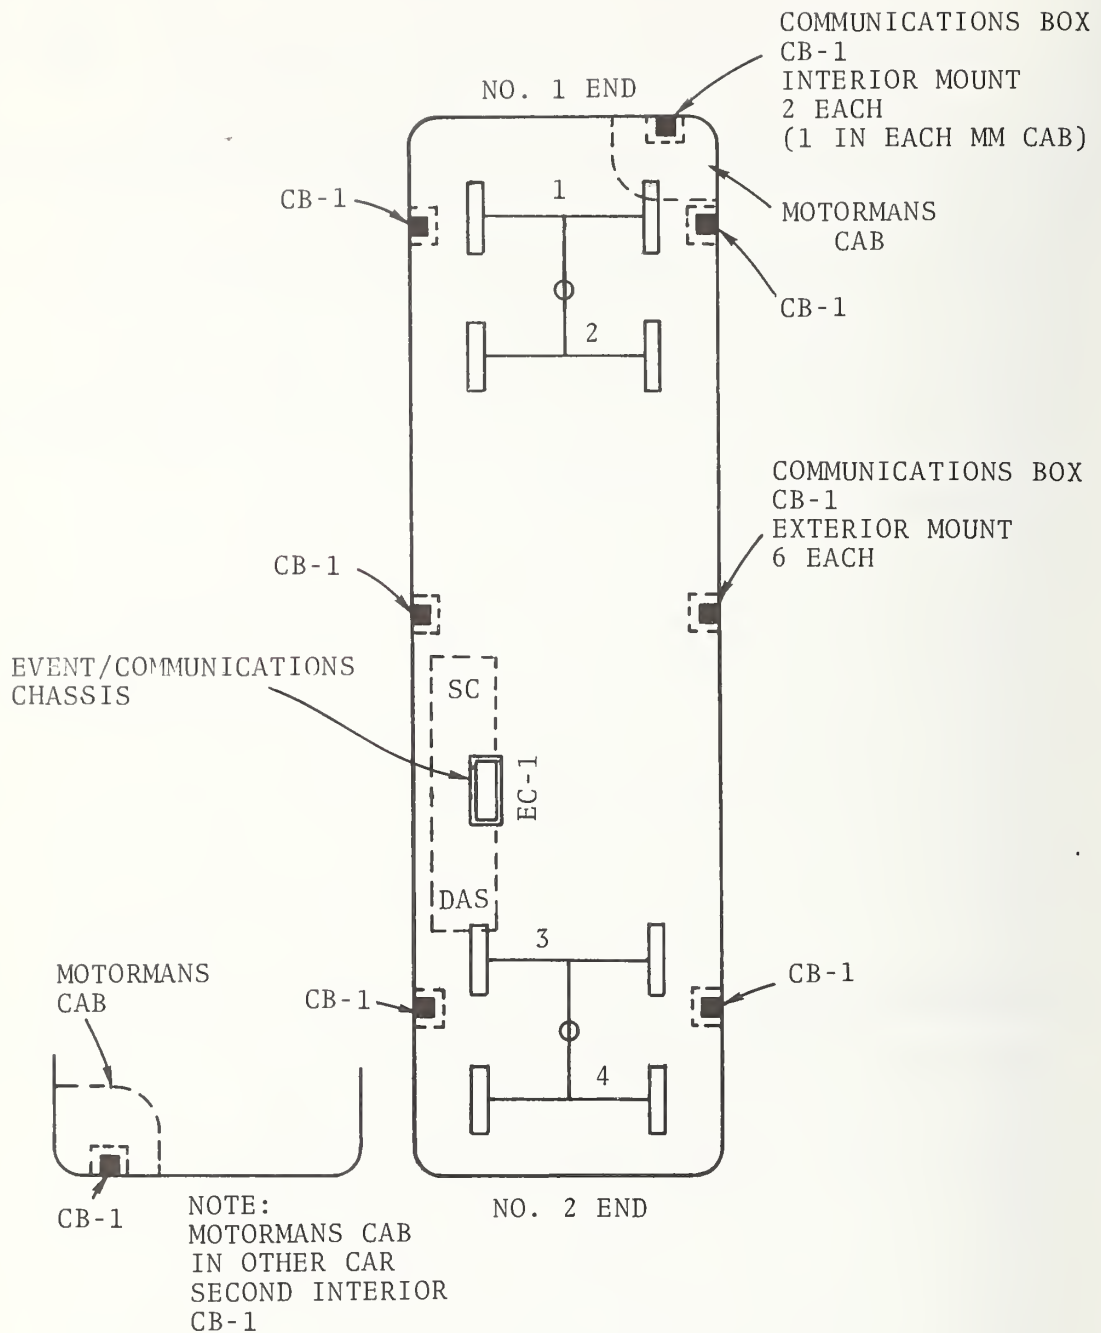 COMMUNICATIONS BOX
CB-1
INTERIOR MOUNT
2 EACH
(1 IN EACH MM CAB)
NO. 1 END
CB-1
1
MOTORMANS
CAB
CB-1
2
COMMUNICATIONS BOX
CB-1
EXTERIOR MOUNT
6 EACH
CB-1
EVENT/COMMUNICATIONS
CHASSIS
SC
EC-1
DAS
3
MOTORMANS
CAB
CB-1
CB-1
4
CB-1
NOTE:
MOTORMANS CAB
IN OTHER CAR
SECOND INTERIOR
CB-1
NO. 2 END